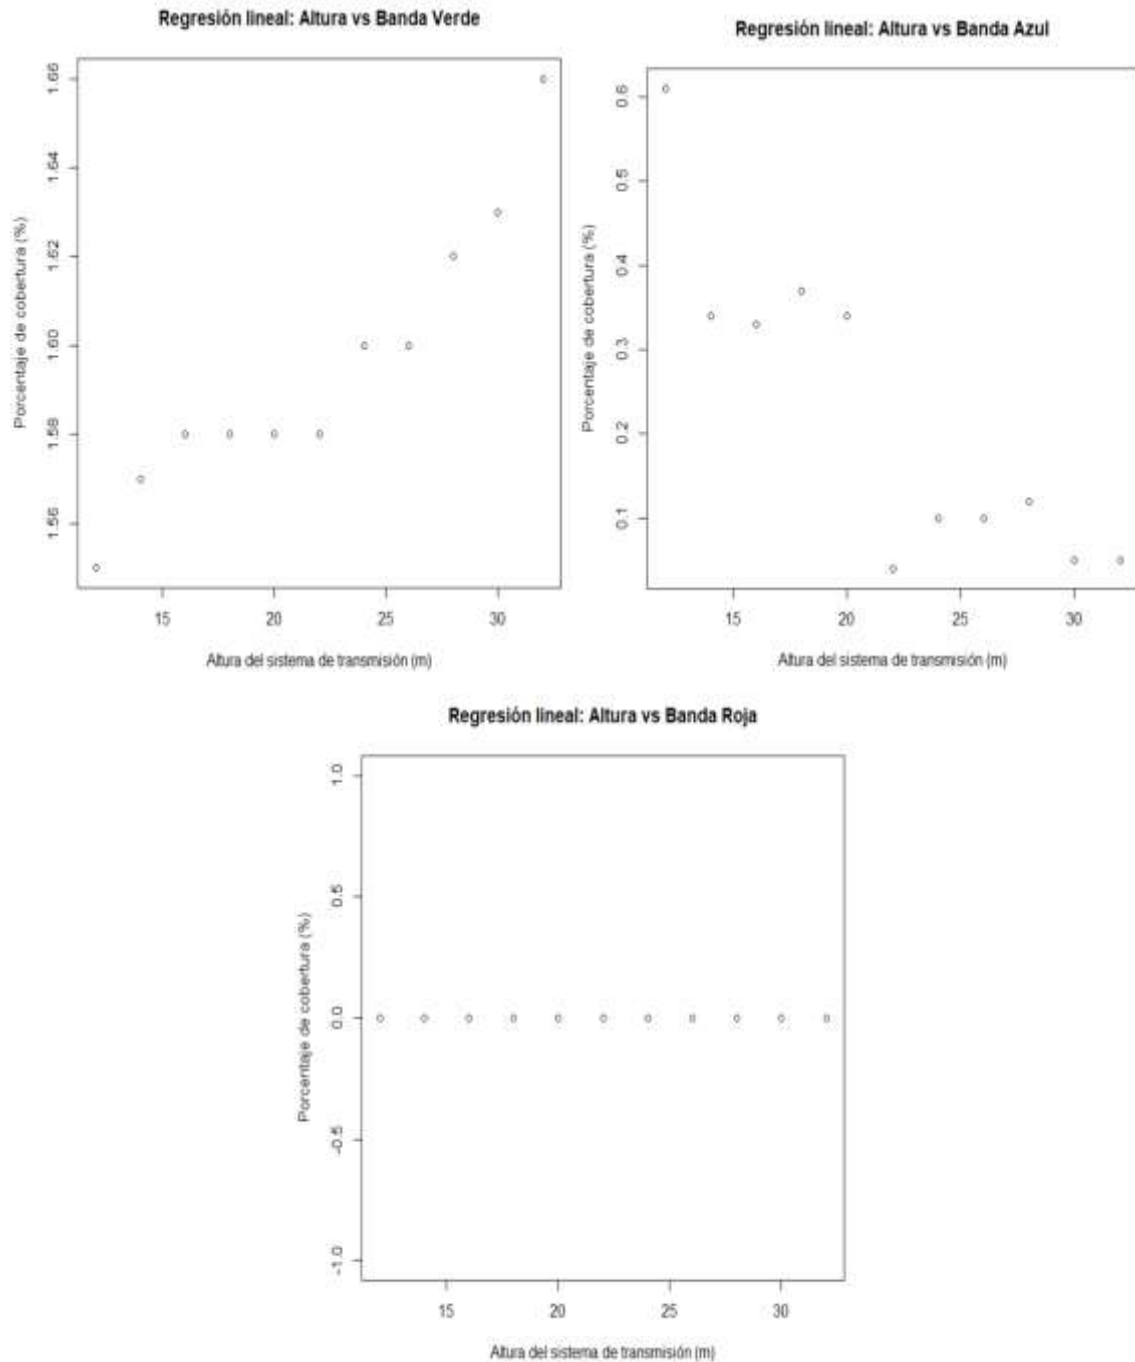 Regresión lineal: Altura vs Banda Verde
Porcentaje de cobertura (%)
1.66
1.64
1.62
1.60
1.58
1.56
15 20 25 30
Altura del sistema de transmisión (m)
Regresión lineal: Altura vs Banda Azul
Porcentaje de cobertura (%)
0.6
0.5
0.4
0.3
0.2
0.1
15 20 25 30
Altura del sistema de transmisión (m)
Regresión lineal: Altura vs Banda Roja
Porcentaje de cobertura (%)
1.0
0.5
0.0
-0.5
-1.0
15 20 25 30
Altura del sistema de transmisión (m)